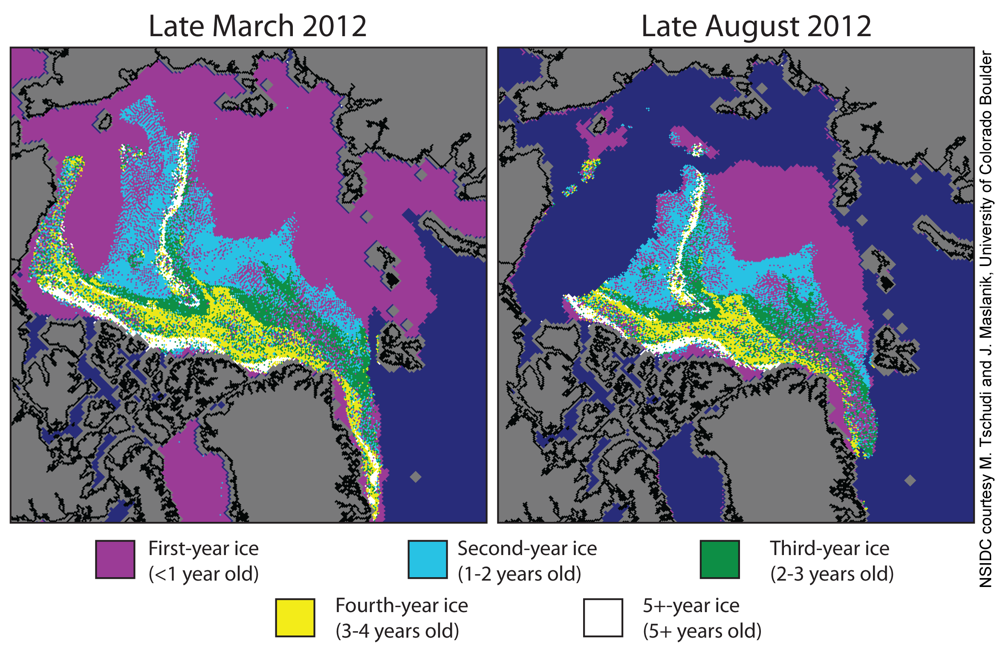 Late March 2012
Late August 2012
NSIDC courtesy M. Tschudi and J. Maslanik, University of Colorado Boulder
First-year ice
(<1 year old)
Second-year ice
(1-2 years old)
Third-year ice
(2-3 years old)
Fourth-year ice
(3-4 years old)
5+-year ice
(5+ years old)